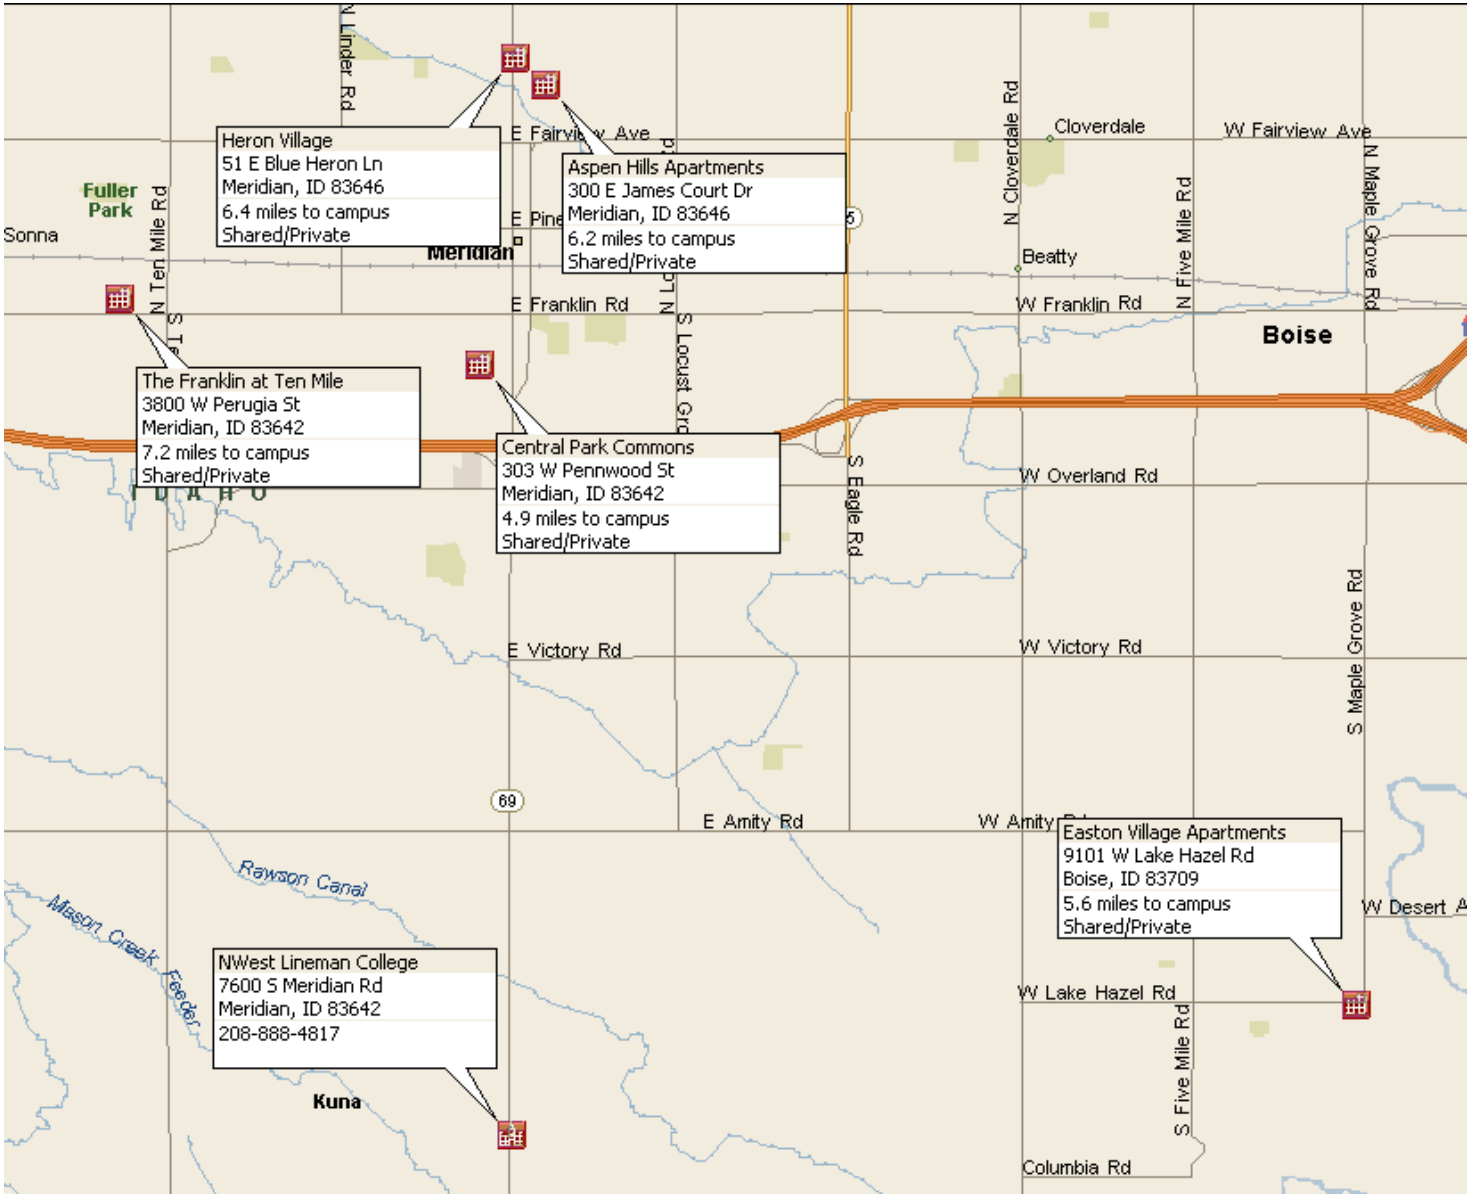 N Linder Rd
Heron Village
51 E Blue Heron Ln
Meridian, ID 83646
6.4 miles to campus
Shared/Private
E Fairview Ave
Aspen Hills Apartments
300 E James Court Dr
Meridian, ID 83646
6.2 miles to campus
Shared/Private
N Cloverdale Rd
Cloverdale
W Fairview Ave
N Maple Grove Rd
N Five Mile Rd
Fuller
Park
N Ten Mile Rd
Sonna
E Pine
Meridian
5
Beatty
E Franklin Rd
N Lo
W Franklin Rd
Boise
S Te
S Locust Gro
The Franklin at Ten Mile
3800 W Perugia St
Meridian, ID 83642
7.2 miles to campus
Shared/Private
IDAHO
Central Park Commons
303 W Pennwood St
Meridian, ID 83642
4.9 miles to campus
Shared/Private
S Eagle Rd
W Overland Rd
E Victory Rd
W Victory Rd
S Maple Grove Rd
69
E Amity Rd
W Amity
Easton Village Apartments
9101 W Lake Hazel Rd
Boise, ID 83709
5.6 miles to campus
Shared/Private
W Desert A
Rawson Canal
Mason Creek Feeder
NWest Lineman College
7600 S Meridian Rd
Meridian, ID 83642
208-888-4817
W Lake Hazel Rd
S Five Mile Rd
Kuna
Columbia Rd